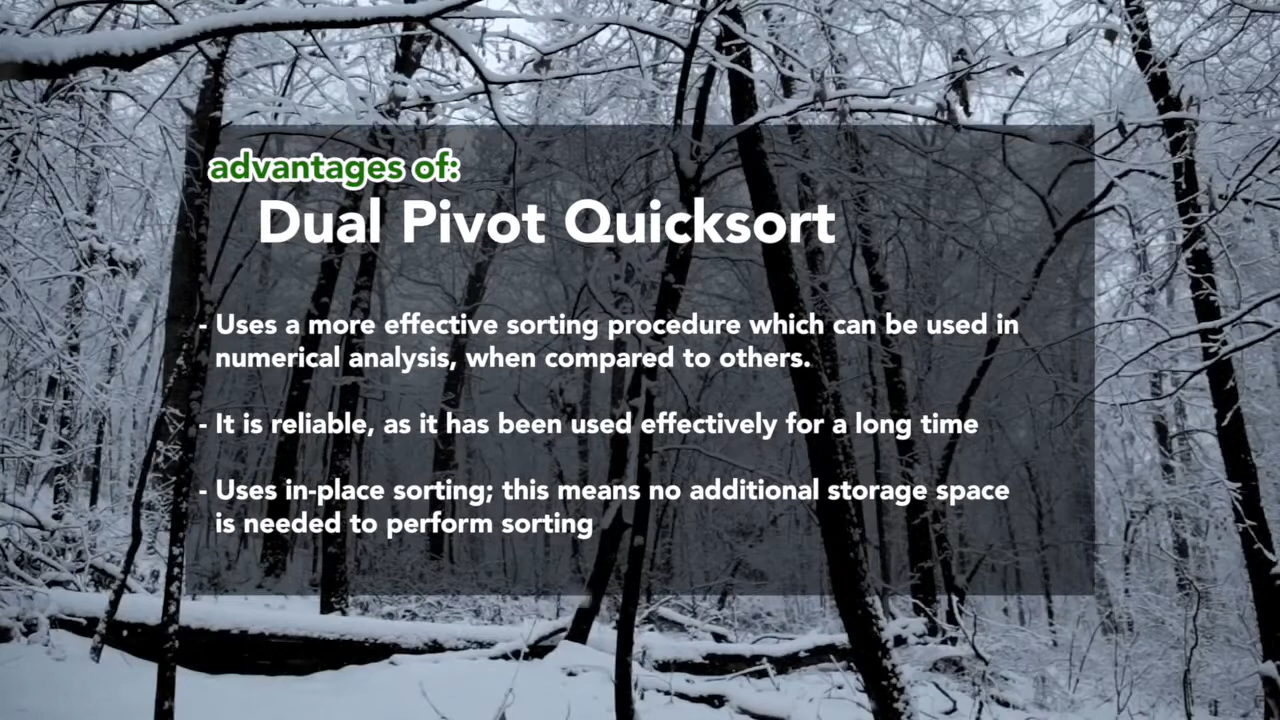 advantages of:
Dual Pivot Quicksort
- Uses a more effective sorting procedure which can be used in
numerical analysis, when compared to others.
- It is reliable, as it has been used effectively for a long time
- Uses in-place sorting; this means no additional storage space
is needed to perform sorting